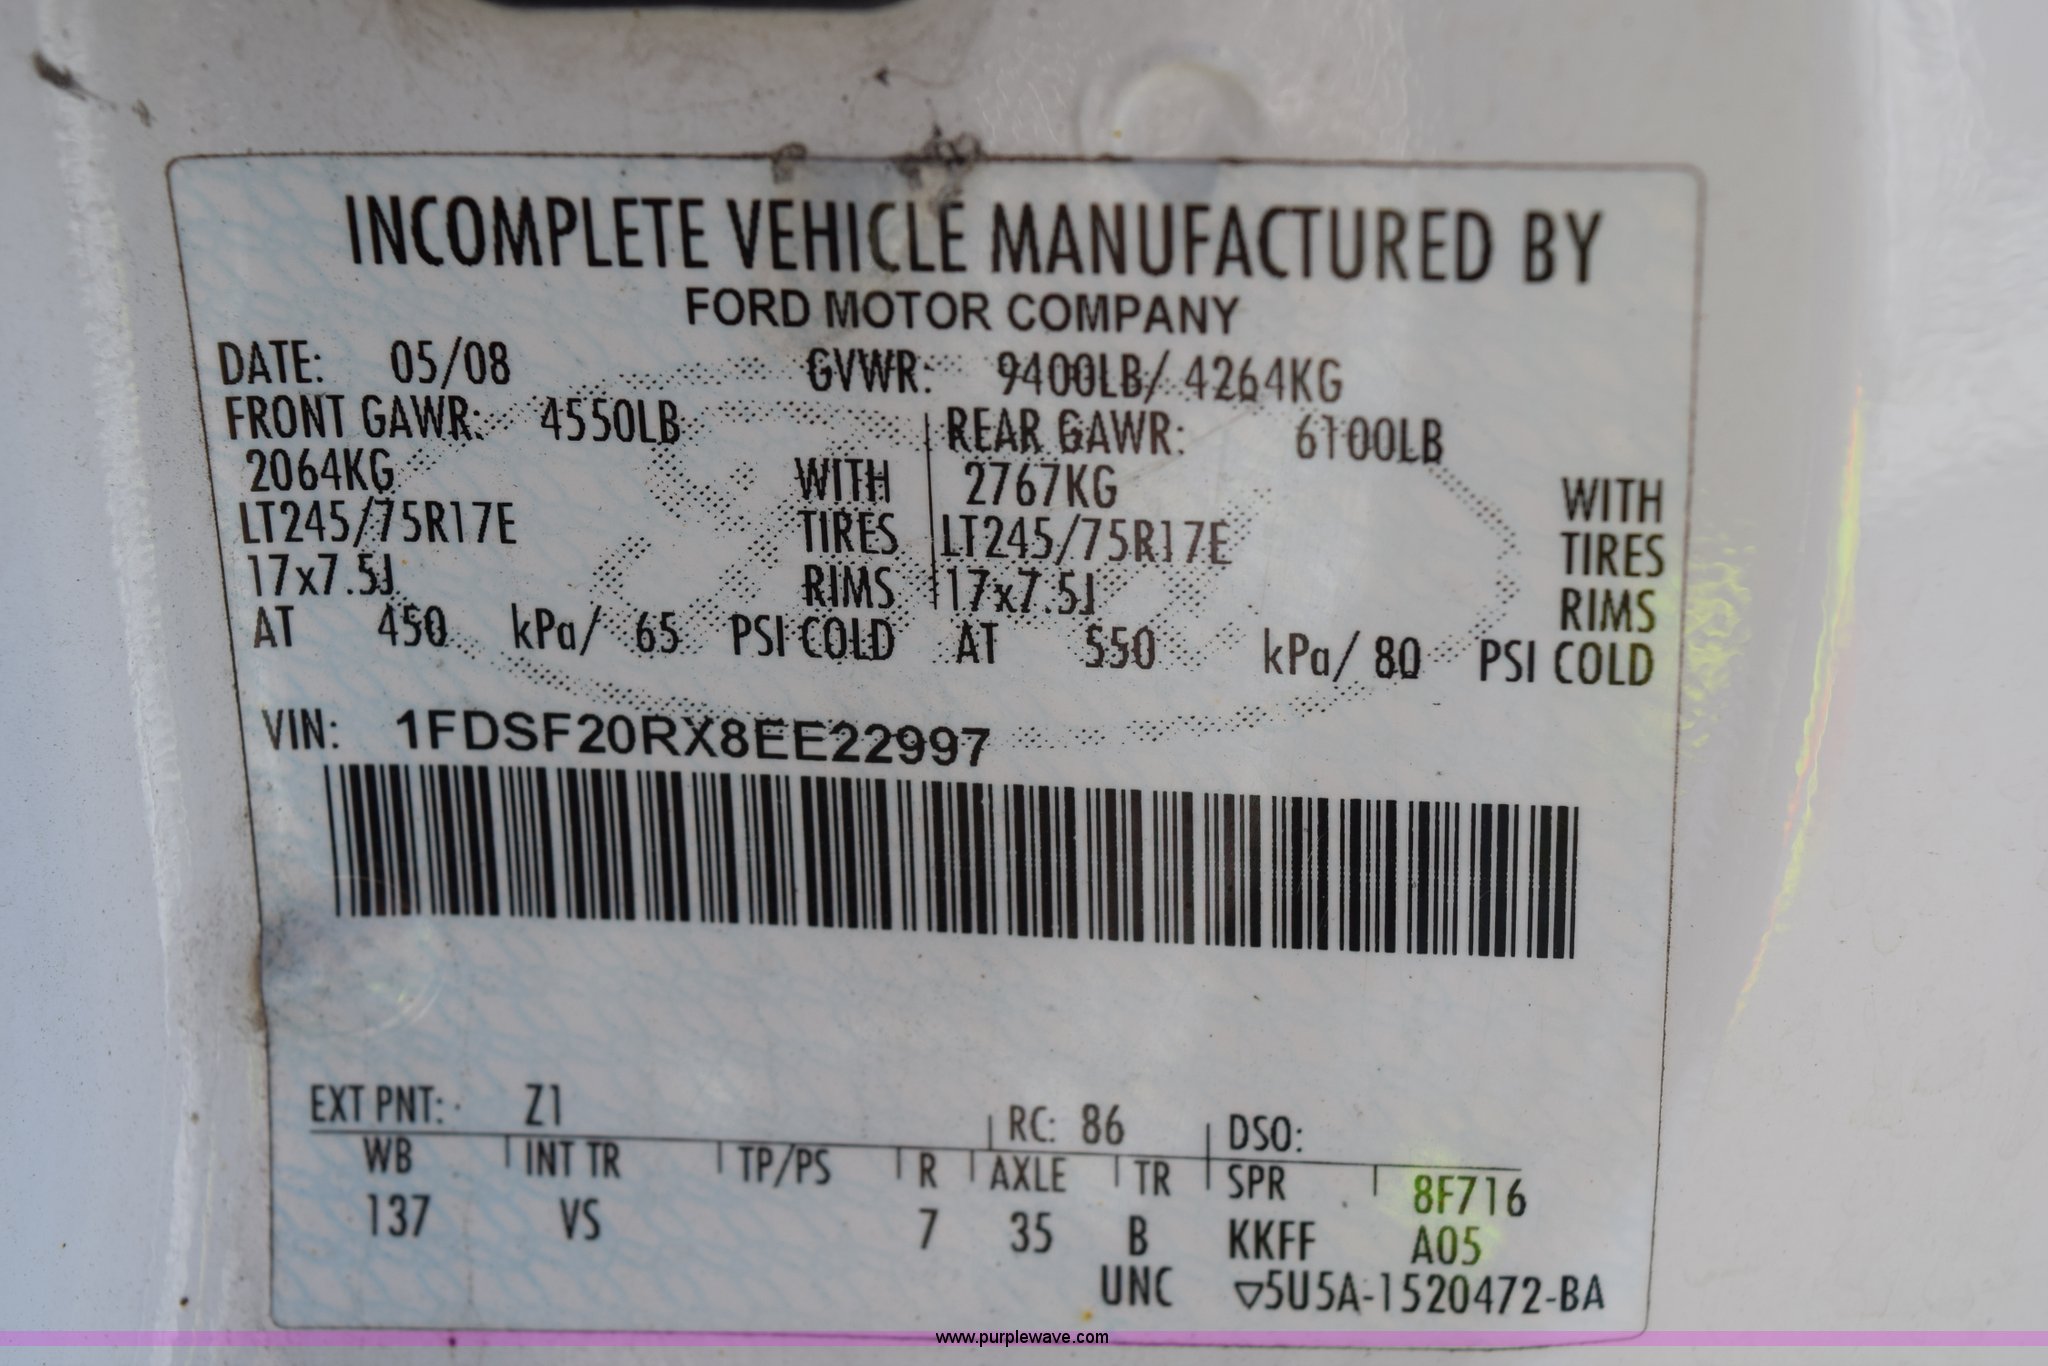 INCOMPLETE VEHICLE MANUFACTURED BY
FORD MOTOR COMPANY
DATE: 05/08 GVWR: 9400LB/ 4264KG
FRONT GAWR: 4550LB REAR GAWR: 6100LB
2064KG WITH 2767KG WITH
LT245/75R17E TIRES LT245/75R17E TIRES
17x7.5J RIMS 17x7.5J RIMS
AT 450 kPa/ 65 PSI COLD AT 550 kPa/ 80 PSI COLD
VIN: 1FDSF20RX8EE22997
EXT PNT: Z1 RC: 86 DSO:
WB INT TR TP/PS R AXLE TR SPR 8F716
137 VS 7 35 B KKFF A05
UNC ▽5U5A-1520472-BA
www.purplewave.com